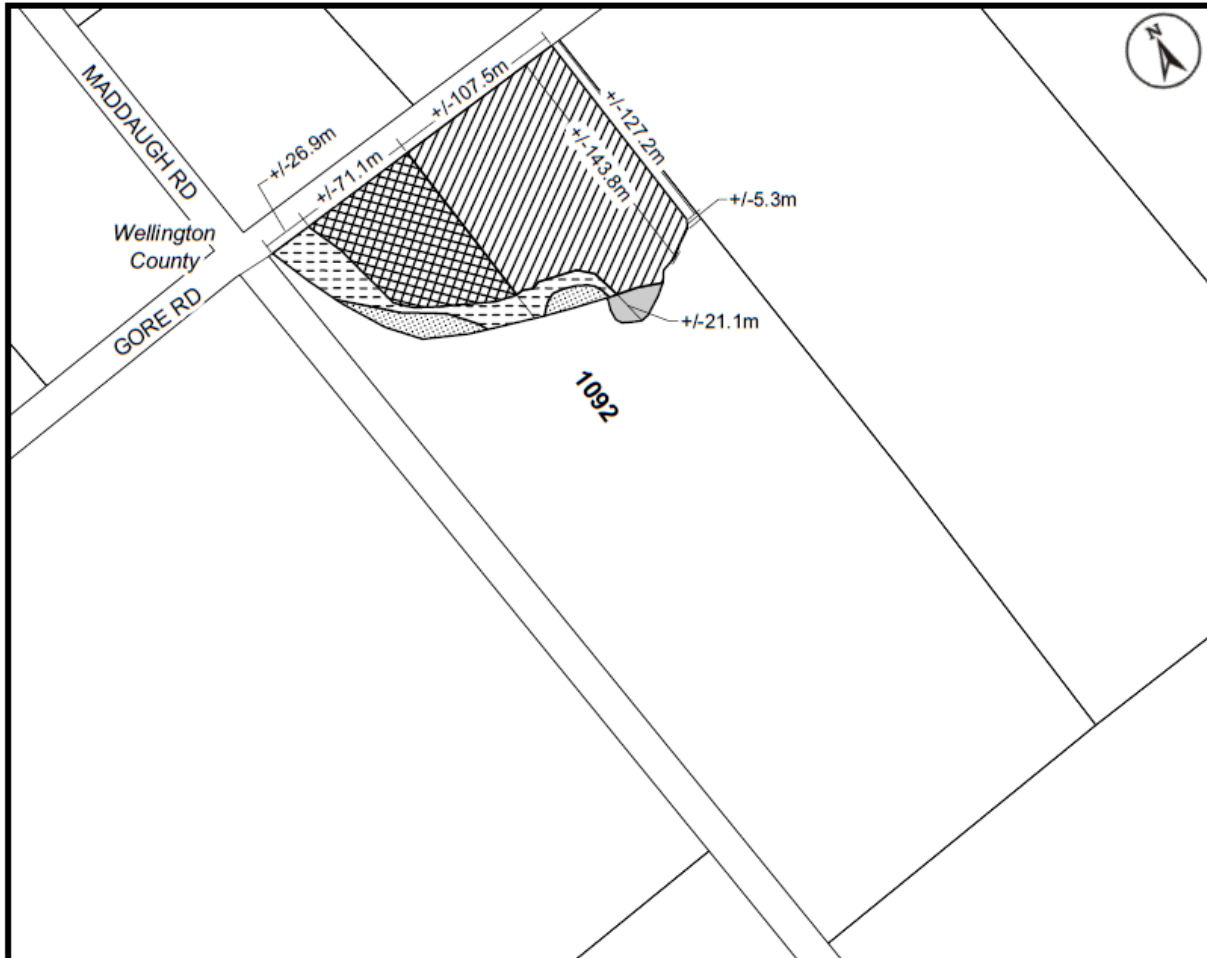 N
MADDAUGH RD
+/-107.5m
+/-127.2m
+/-26.9m
+/-71.1m
+/-143.8m
+/-5.3m
Wellington
County
GORE RD
+/-21.1m
1092